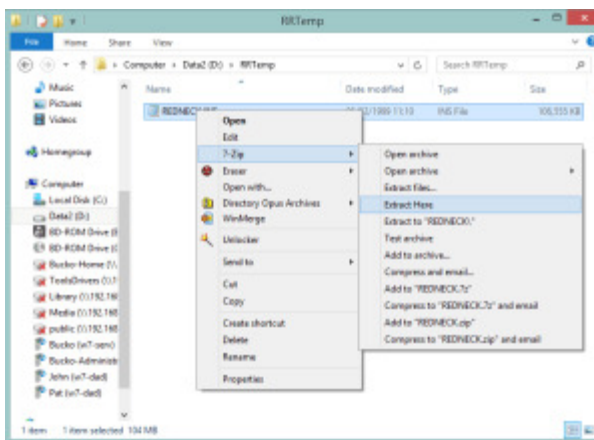 RRTemp
File Home Share View
Computer Data2 (D:) RRTemp
Search RRTemp
Name Date modified Type Size
INS File
Music
Pictures
Videos
Homegroup
Computer
Local Disk (C:)
Data2 (D:)
BD-ROM Drive
BD-ROM Drive
Bucko-Home
ToolsDrivers
Library
Media
public
Bucko
Bucko-Administr
John (w7-dad)
Pat (w7-dad)
Open
Edit
7-Zip
Eraser
Open with...
Directory Opus Archives
WinMerge
Unlocker
Send to
Cut
Copy
Create shortcut
Delete
Rename
Properties
Open archive
Open archive
Extract files...
Extract Here
Extract to "REDNECK\"
Test archive
Add to archive...
Compress and email...
Add to "REDNECK.7z"
Compress to "REDNECK.7z" and email
Add to "REDNECK.zip"
Compress to "REDNECK.zip" and email
1 item 1 item selected 104 MB